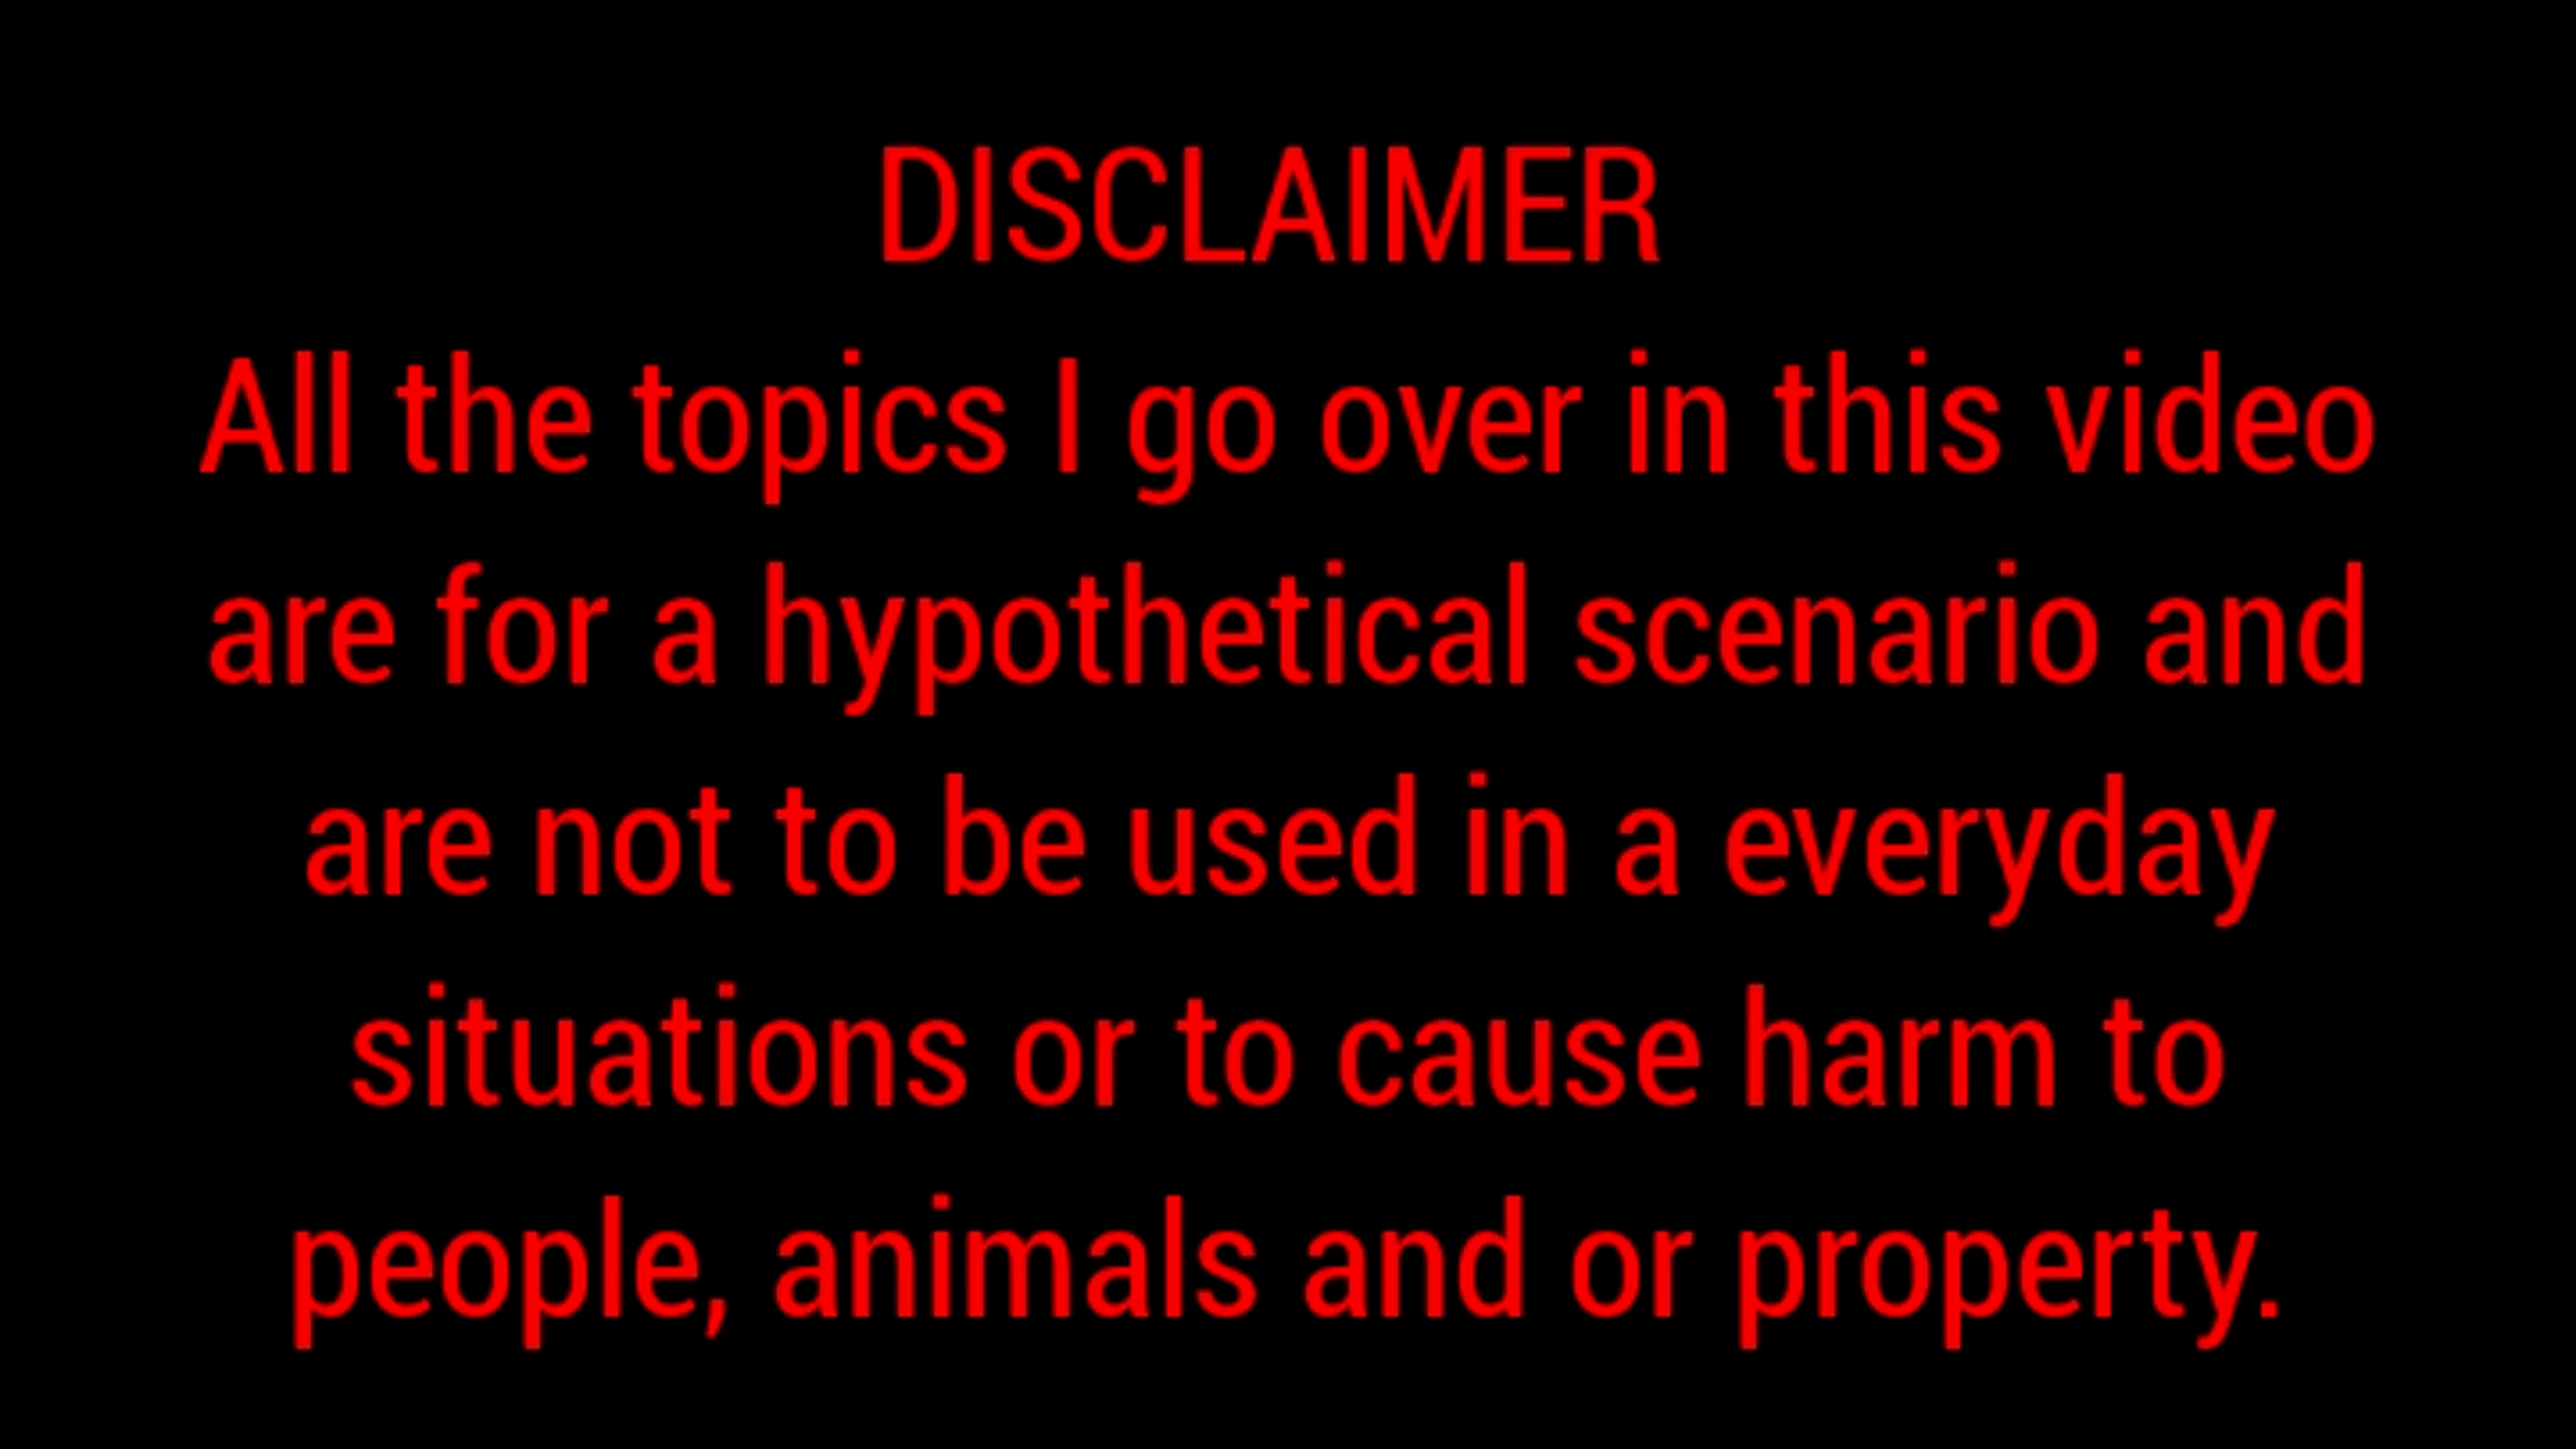 DISCLAIMER
All the topics I go over in this video
are for a hypothetical scenario and
are not to be used in a everyday
situations or to cause harm to
people, animals and or property.